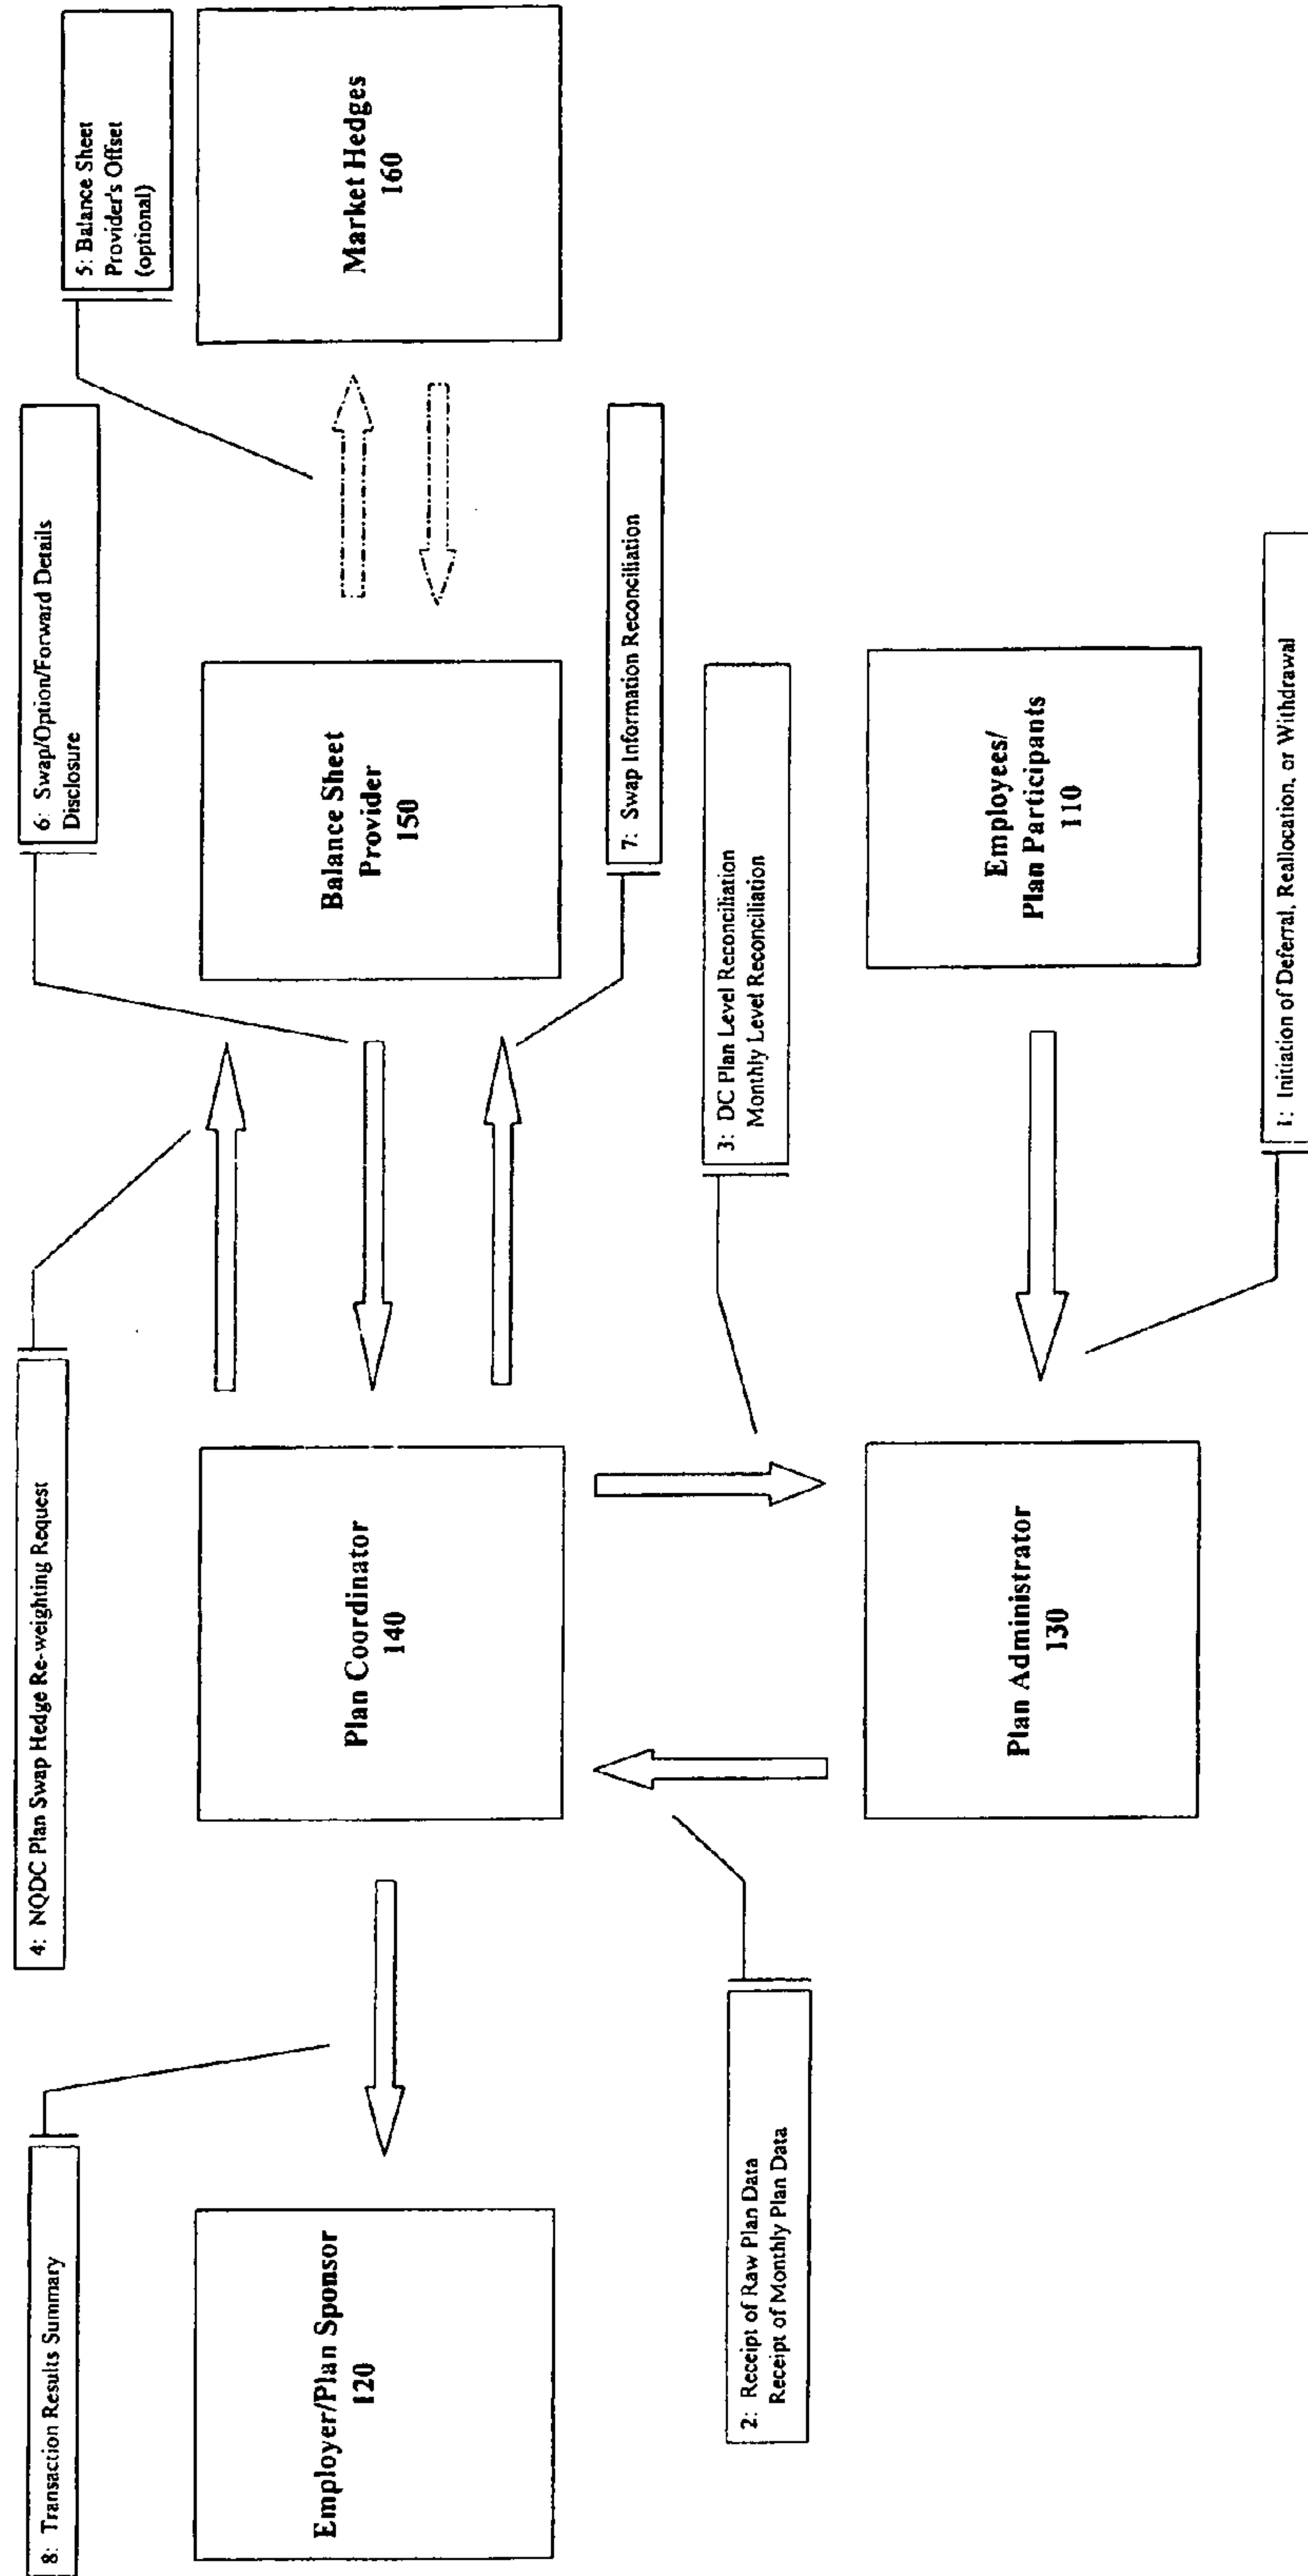 8: Transaction Results Summary
4: NQDC Plan Swap Hedge Re-weighting Request
6: Swap/Option/Forward Details
Disclosure
5: Balance Sheet
Provider's Offset
(optional)
Employer/Plan Sponsor
120
Plan Coordinator
140
Balance Sheet
Provider
150
Market Hedges
160
7: Swap Information Reconciliation
2: Receipt of Raw Plan Data
Receipt of Monthly Plan Data
3: DC Plan Level Reconciliation
Monthly Level Reconciliation
Plan Administrator
130
Employees/
Plan Participants
110
1: Initiation of Deferral, Reallocation, or Withdrawal